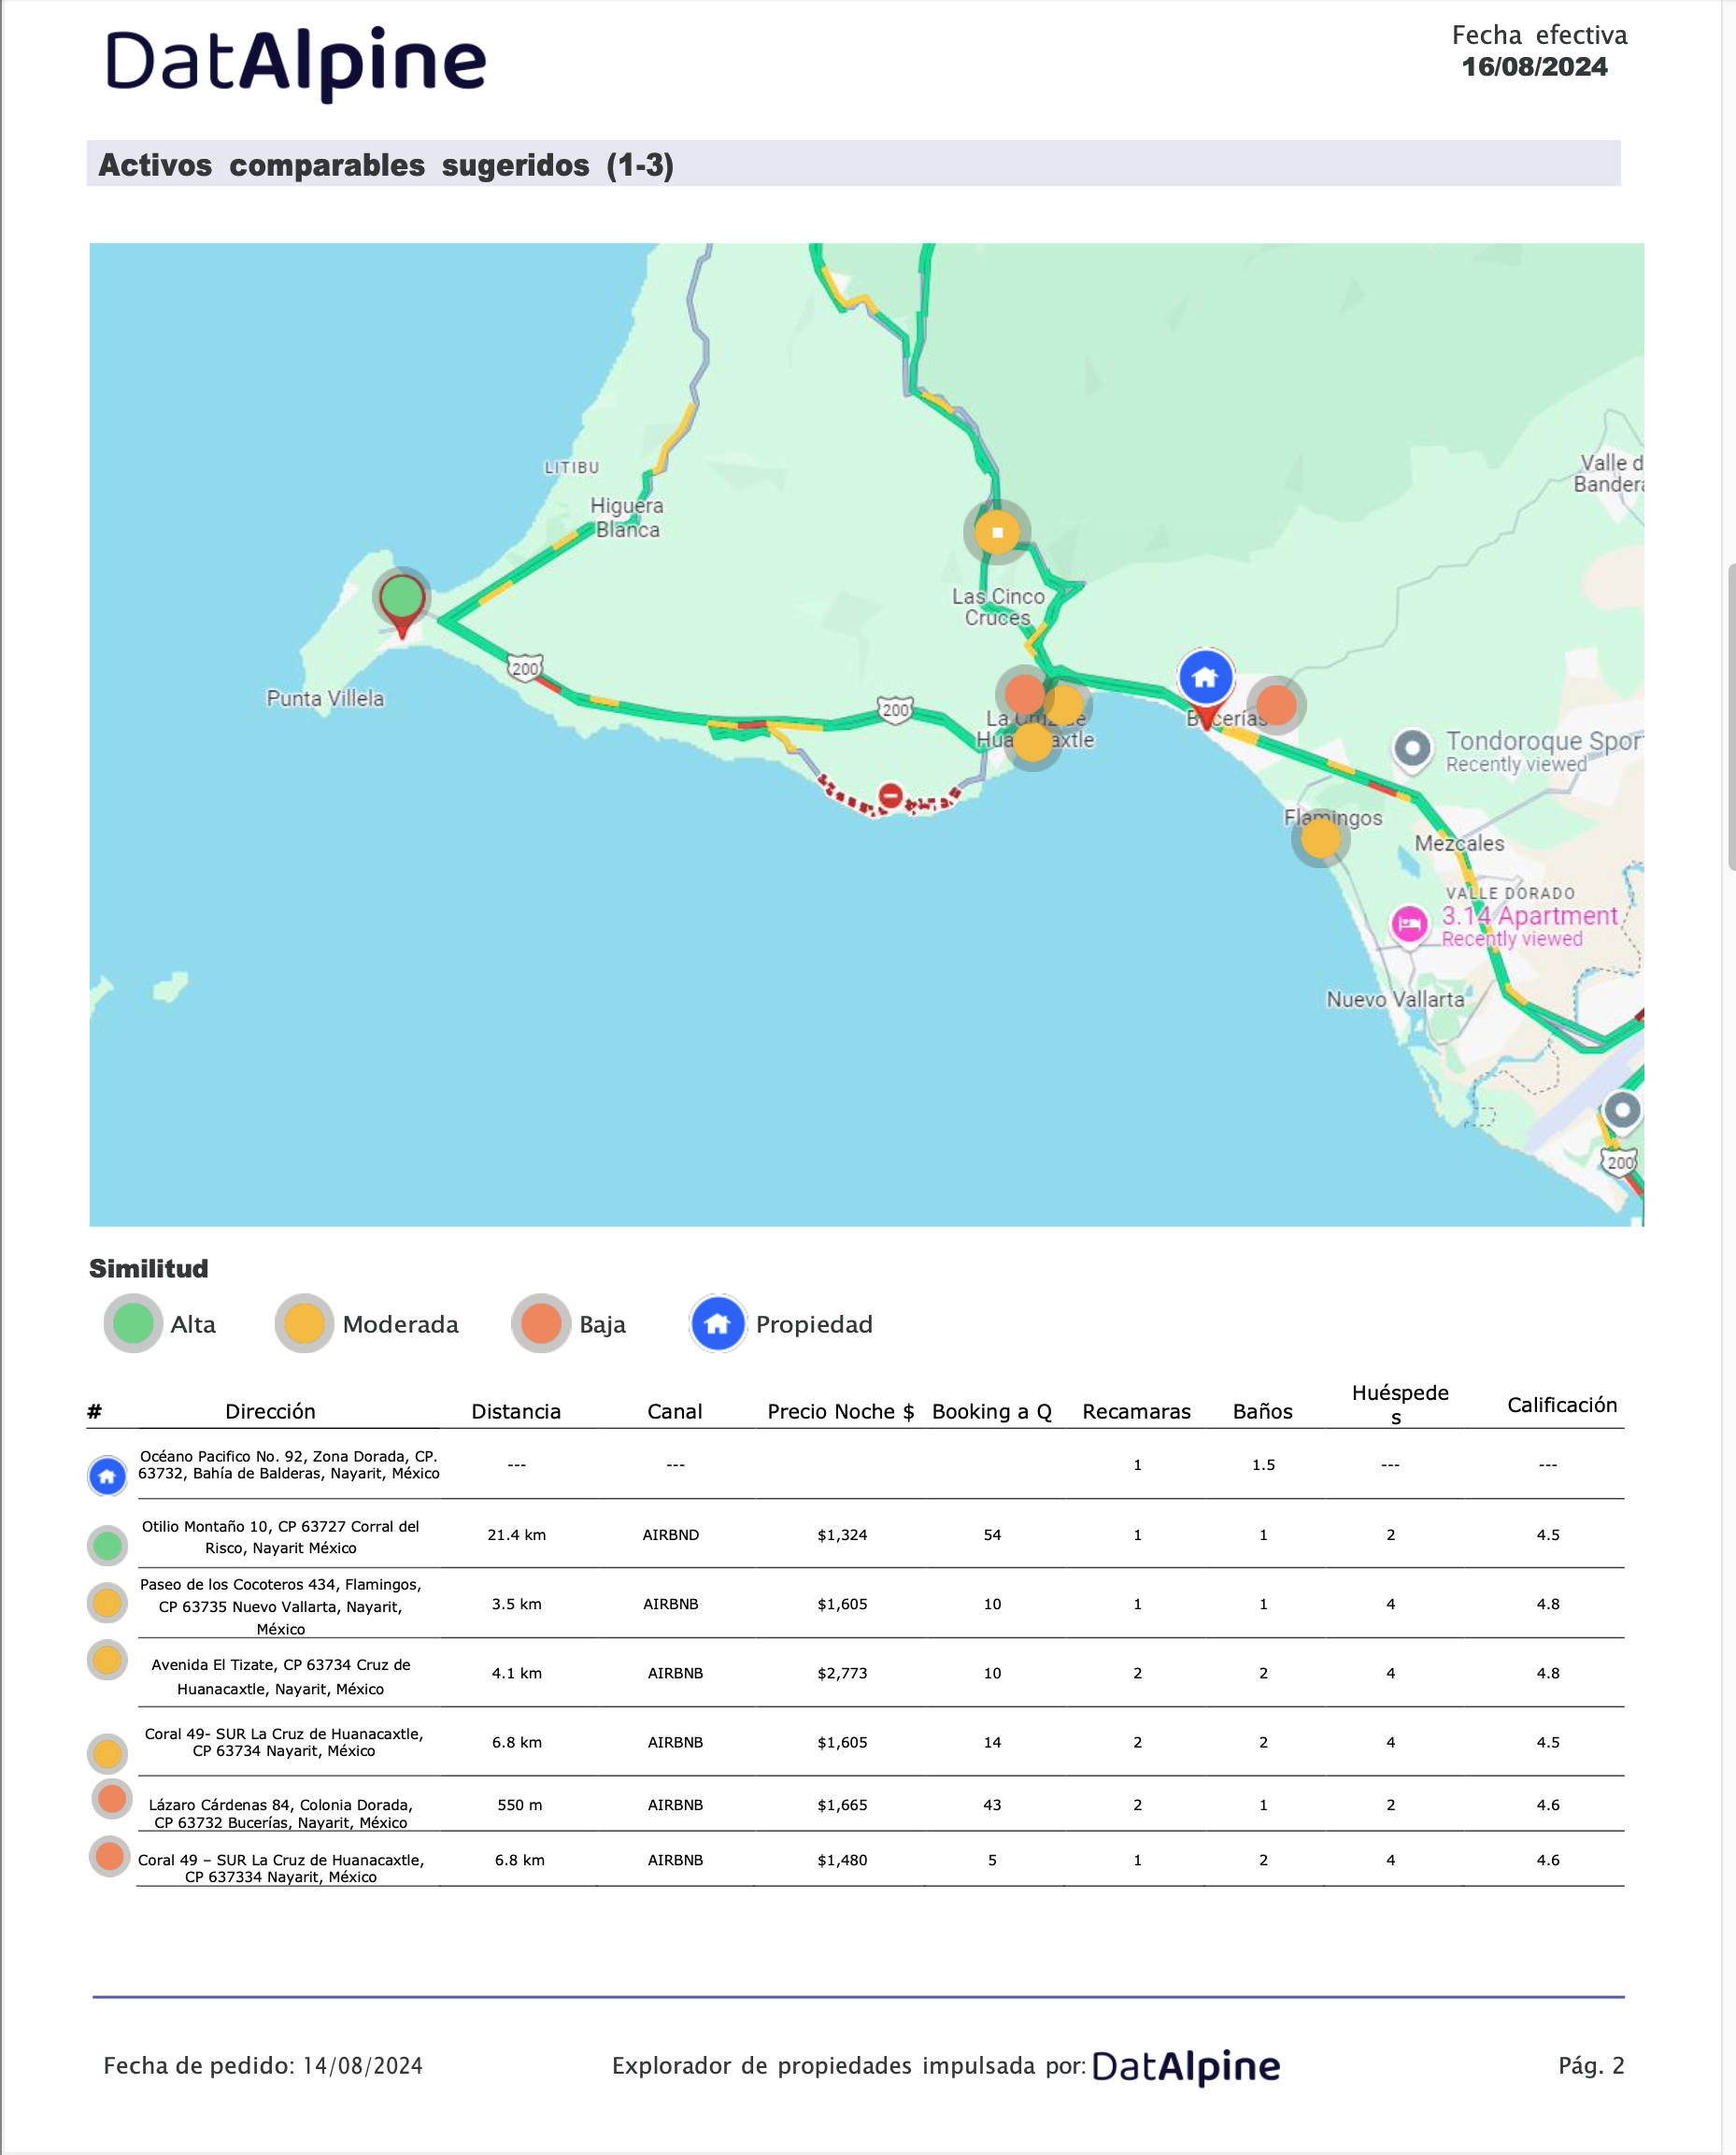 DatAlpine
Fecha efectiva
16/08/2024
Activos comparables sugeridos (1-3)
LITIBU
Higuera
Blanca
Valle d
Bandera
Las Cinco
Cruces
200
Punta Villela
200
La Cruz de
Bucerías
Tondoroque Spor
Recently viewed
Flamingos
Mezcales
VALLE DORADO
3.14 Apartment
Recently viewed
Nuevo Vallarta
200
Similitud
Alta Moderada Baja Propiedad
# Dirección Distancia Canal Precio Noche $ Booking a Q Recamaras Baños Huéspede
s Calificación
Océano Pacifico No. 92, Zona Dorada, CP.
63732, Bahía de Balderas, Nayarit, México --- --- 1 1.5 --- ---
Otilio Montaño 10, CP 63727 Corral del
Risco, Nayarit México 21.4 km AIRBND $1,324 54 1 1 2 4.5
Paseo de los Cocoteros 434, Flamingos,
CP 63735 Nuevo Vallarta, Nayarit, 3.5 km AIRBNB $1,605 10 1 1 4 4.8
México
Avenida El Tizate, CP 63734 Cruz de
Huanacaxtle, Nayarit, México 4.1 km AIRBNB $2,773 10 2 2 4 4.8
Coral 49- SUR La Cruz de Huanacaxtle,
CP 63734 Nayarit, México 6.8 km AIRBNB $1,605 14 2 2 4 4.5
Lázaro Cárdenas 84, Colonia Dorada, 550 m AIRBNB $1,665 43 2 1 2 4.6
CP 63732 Bucerías, Nayarit, México
Coral 49 – SUR La Cruz de Huanacaxtle, 6.8 km AIRBNB $1,480 5 1 2 4 4.6
CP 637334 Nayarit, México
Fecha de pedido: 14/08/2024 Explorador de propiedades impulsada por: DatAlpine Pág. 2